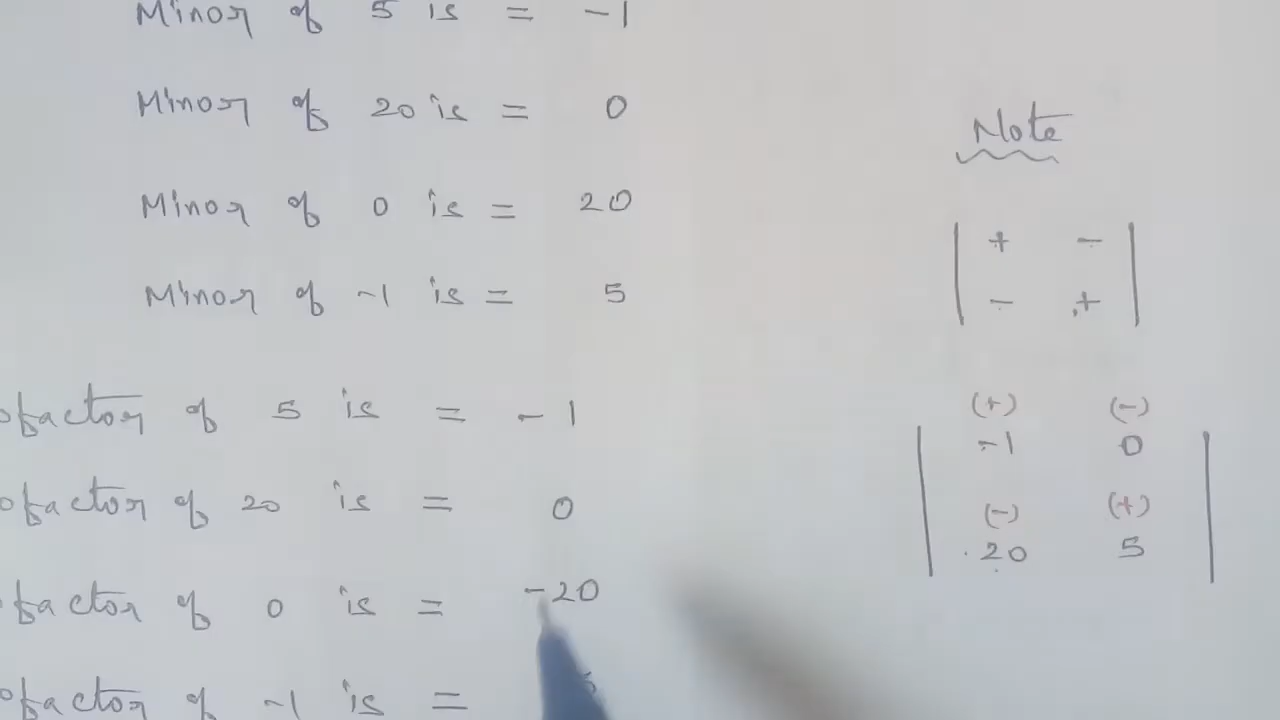 Minor of 5 is = -1
Minor of 20 is = 0
Minor of 0 is = 20
Minor of -1 is = 5
ofactor of 5 is = -1
ofactor of 20 is = 0
factor of 0 is = -20
ofactor of -1 is =
Note
+ -
- +
(+) (-)
-1 0
(-) (+)
20 5